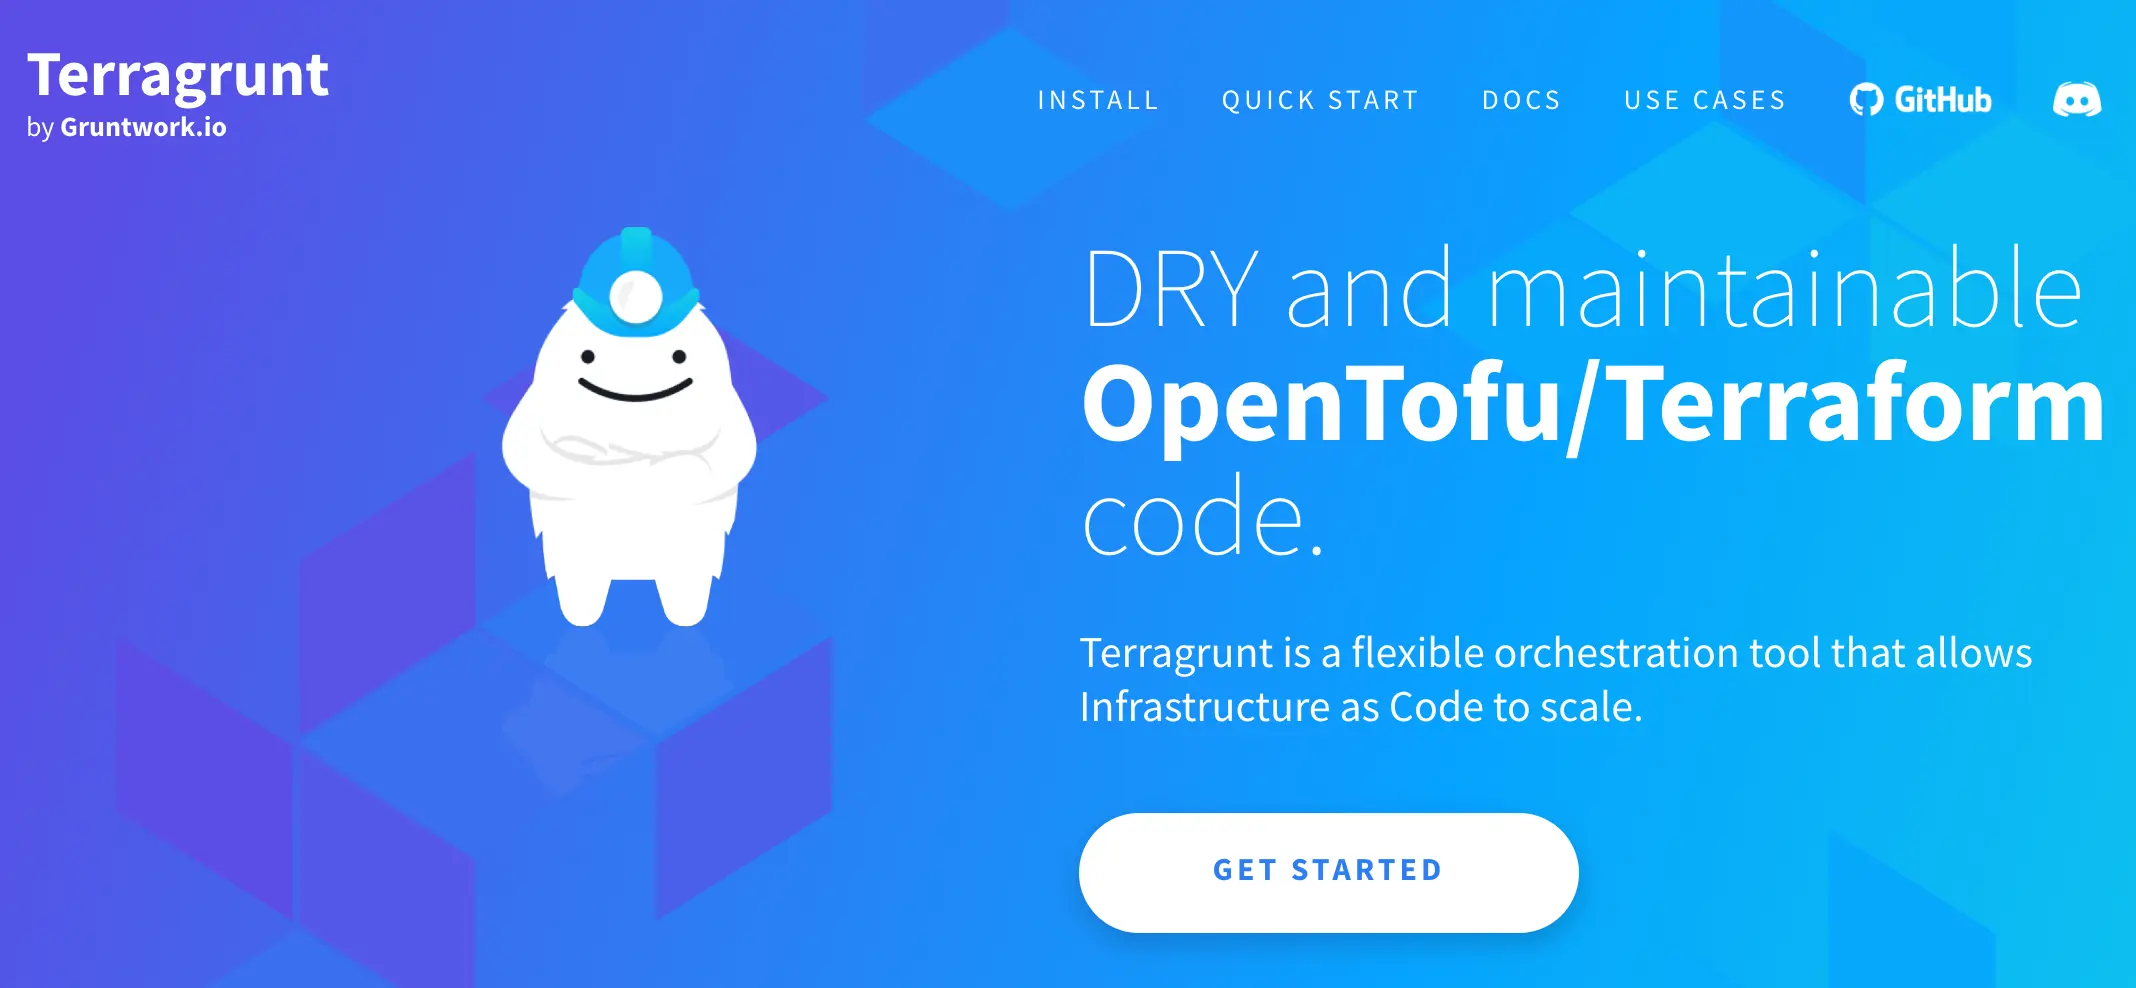 Terragrunt
by Gruntwork.io
INSTALL QUICK START DOCS USE CASES GitHub
DRY and maintainable
OpenTofu/Terraform
code.
Terragrunt is a flexible orchestration tool that allows
Infrastructure as Code to scale.
GET STARTED